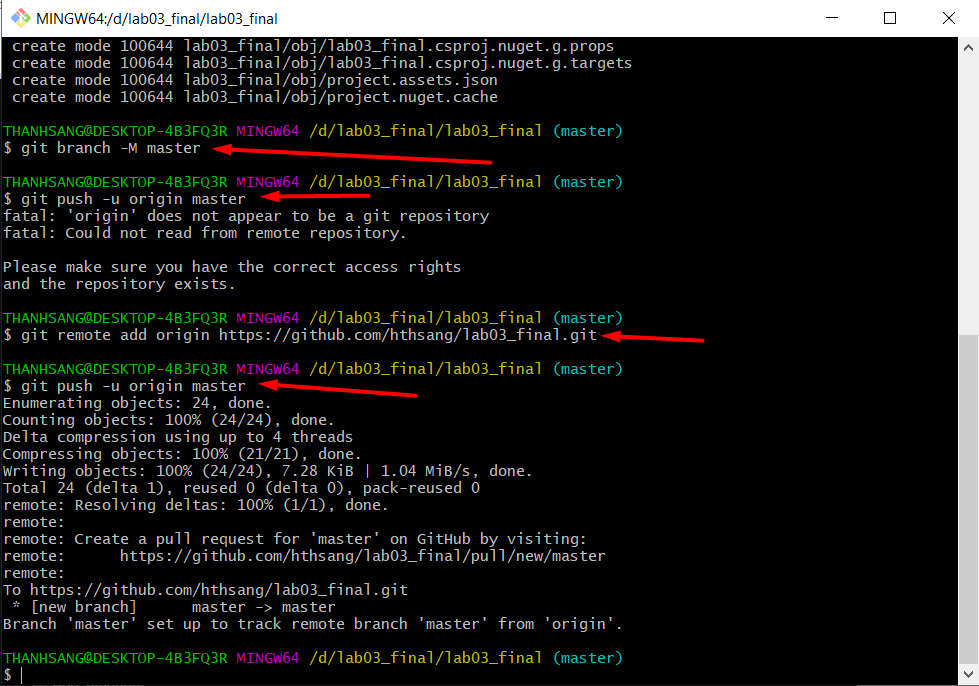 MINGW64:/d/lab03_final/lab03_final
create mode 100644 lab03_final/obj/lab03_final.csproj.nuget.g.props
create mode 100644 lab03_final/obj/lab03_final.csproj.nuget.g.targets
create mode 100644 lab03_final/obj/project.assets.json
create mode 100644 lab03_final/obj/project.nuget.cache
THANHSANG@DESKTOP-4B3FQ3R MINGW64 /d/lab03_final/lab03_final (master)
$ git branch -M master
THANHSANG@DESKTOP-4B3FQ3R MINGW64 /d/lab03_final/lab03_final (master)
$ git push -u origin master
fatal: 'origin' does not appear to be a git repository
fatal: Could not read from remote repository.
Please make sure you have the correct access rights
and the repository exists.
THANHSANG@DESKTOP-4B3FQ3R MINGW64 /d/lab03_final/lab03_final (master)
$ git remote add origin https://github.com/hthsang/lab03_final.git
THANHSANG@DESKTOP-4B3FQ3R MINGW64 /d/lab03_final/lab03_final (master)
$ git push -u origin master
Enumerating objects: 24, done.
Counting objects: 100% (24/24), done.
Delta compression using up to 4 threads
Compressing objects: 100% (21/21), done.
Writing objects: 100% (24/24), 7.28 KiB | 1.04 MiB/s, done.
Total 24 (delta 1), reused 0 (delta 0), pack-reused 0
remote: Resolving deltas: 100% (1/1), done.
remote:
remote: Create a pull request for 'master' on GitHub by visiting:
remote:      https://github.com/hthsang/lab03_final/pull/new/master
remote:
To https://github.com/hthsang/lab03_final.git
 * [new branch]      master -> master
Branch 'master' set up to track remote branch 'master' from 'origin'.
THANHSANG@DESKTOP-4B3FQ3R MINGW64 /d/lab03_final/lab03_final (master)
$